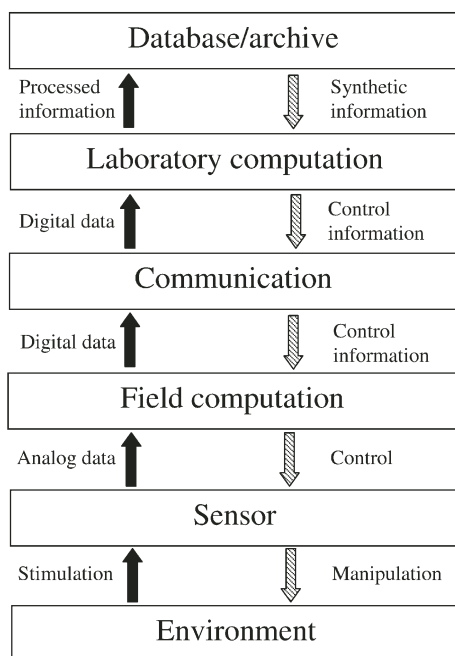 Database/archive
Processed
information
Synthetic
information
Laboratory computation
Digital data
Control
information
Communication
Digital data
Control
information
Field computation
Analog data
Control
Sensor
Stimulation
Manipulation
Environment